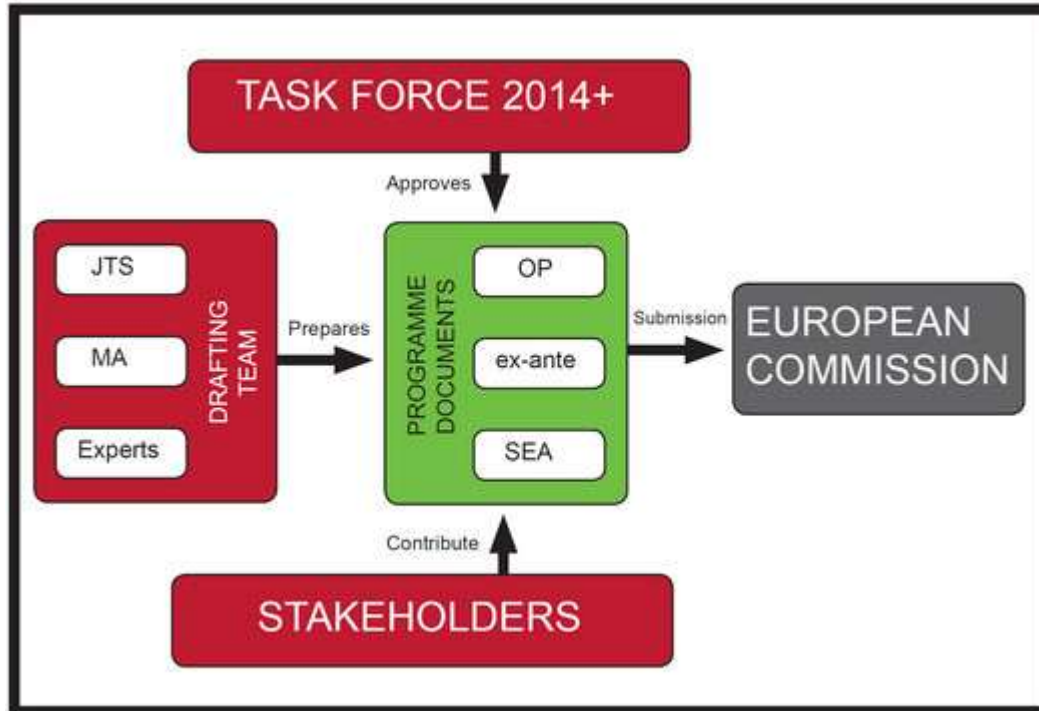 TASK FORCE 2014+
Approves
JTS
MA
Experts
DRAFTING
TEAM
Prepares
PROGRAMME
DOCUMENTS
OP
ex-ante
SEA
Submission
EUROPEAN
COMMISSION
Contribute
STAKEHOLDERS